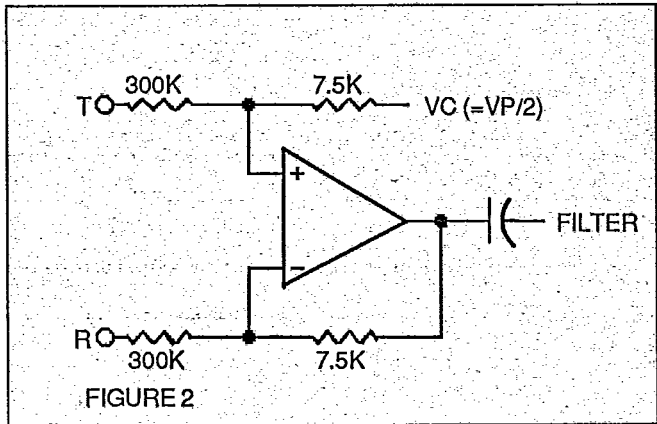 300K 7.5K
T VC (=VP/2)
+
FILTER
−
R
300K 7.5K
FIGURE 2